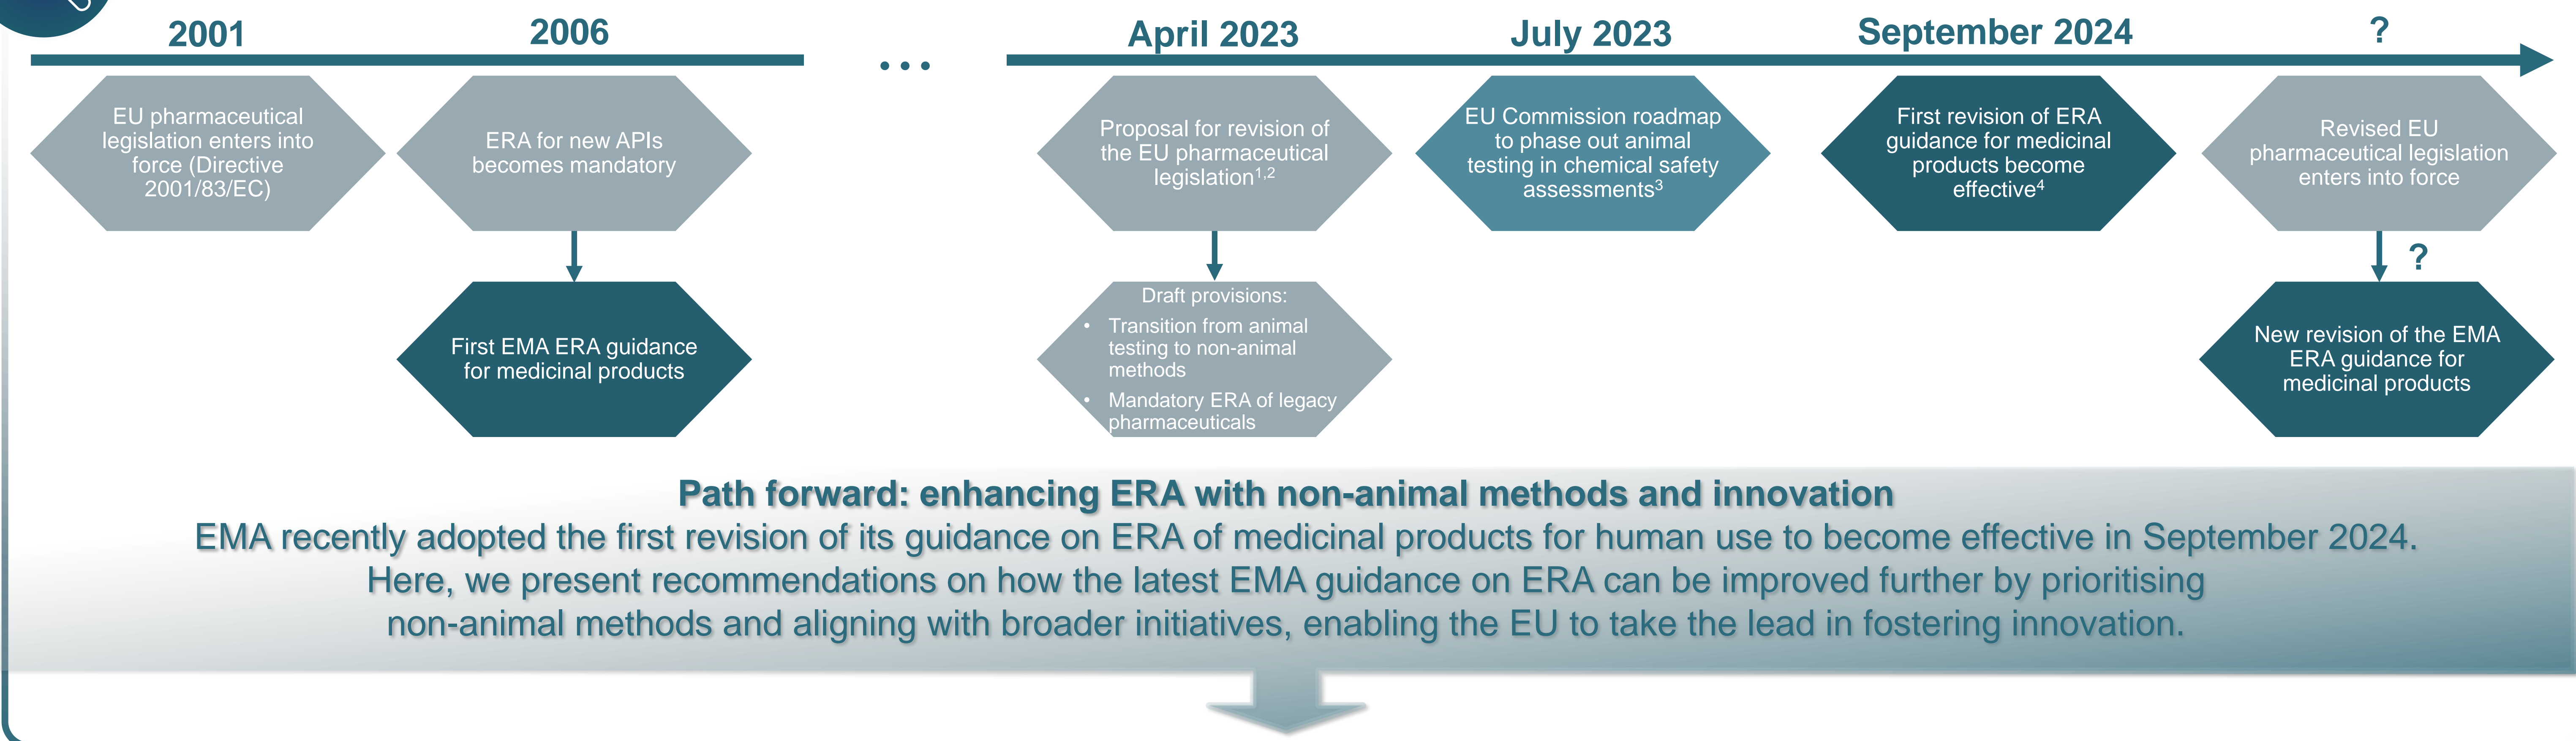 2001
2006
...
April 2023
July 2023
September 2024
?
EU pharmaceutical
legislation enters into
force (Directive
2001/83/EC)
ERA for new APIs
becomes mandatory
Proposal for revision of
the EU pharmaceutical
legislation1,2
EU Commission roadmap
to phase out animal
testing in chemical safety
assessments3
First revision of ERA
guidance for medicinal
products become
effective4
Revised EU
pharmaceutical legislation
enters into force
?
First EMA ERA guidance
for medicinal products
Draft provisions:
• Transition from animal
testing to non-animal
methods
• Mandatory ERA of legacy
pharmaceuticals
New revision of the EMA
ERA guidance for
medicinal products
Path forward: enhancing ERA with non-animal methods and innovation
EMA recently adopted the first revision of its guidance on ERA of medicinal products for human use to become effective in September 2024.
Here, we present recommendations on how the latest EMA guidance on ERA can be improved further by prioritising
non-animal methods and aligning with broader initiatives, enabling the EU to take the lead in fostering innovation.